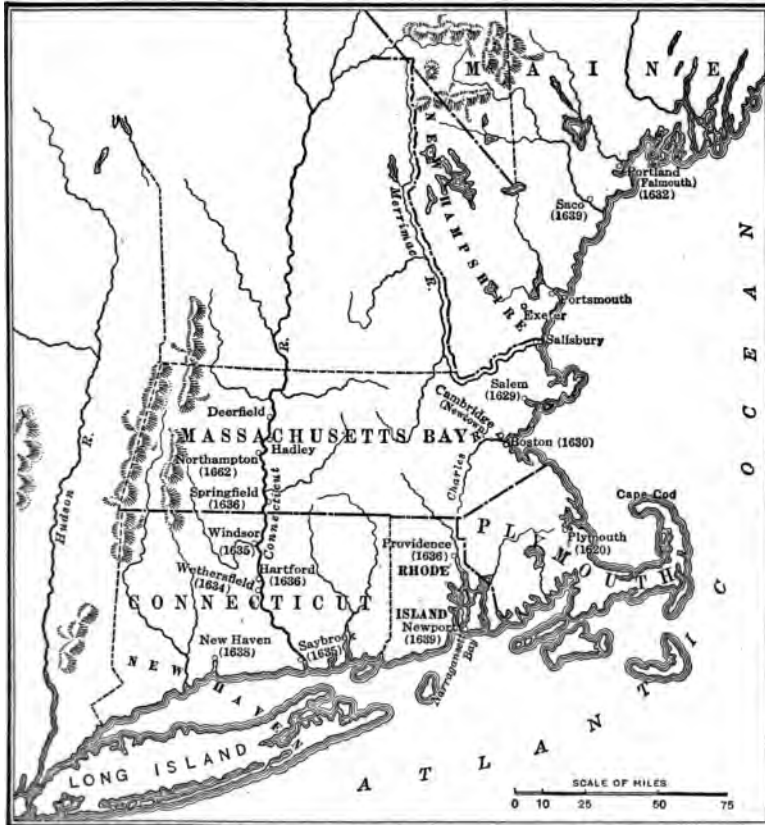 MAINE
NEW HAMPSHIRE
Merrimac R.
Portland
(Falmouth)
(1632)
Saco
(1639)
Portsmouth
Exeter
Salisbury
Salem
(1629)
Cambridge
(Newtown)
Boston (1630)
Charles R.
MASSACHUSETTS BAY
Deerfield
Hadley
Northampton
(1662)
Springfield
(1636)
Connecticut R.
Hudson R.
Windsor
(1635)
Hartford
(1636)
Wethersfield
(1634)
CONNECTICUT
New Haven
(1638)
Saybrook
(1635)
NEW HAVEN
Providence
(1636)
RHODE
ISLAND
Newport
(1639)
Narragansett
Bay
PLYMOUTH
Plymouth
(1620)
Cape Cod
LONG ISLAND
ATLANTIC
OCEAN
SCALE OF MILES
0 10 25 50 75